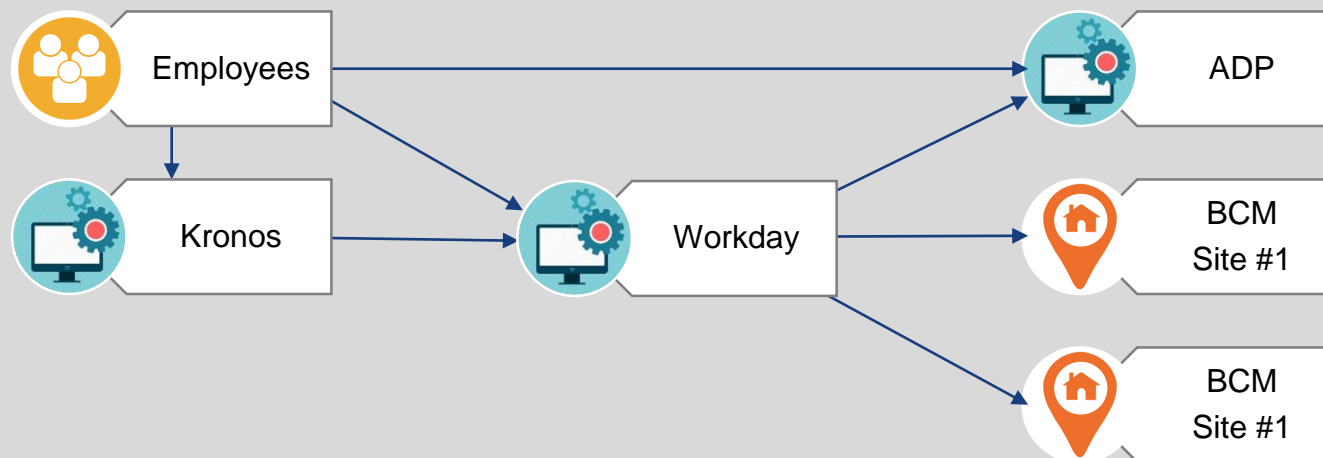 Employees
ADP
Kronos
Workday
BCM
Site #1
BCM
Site #1